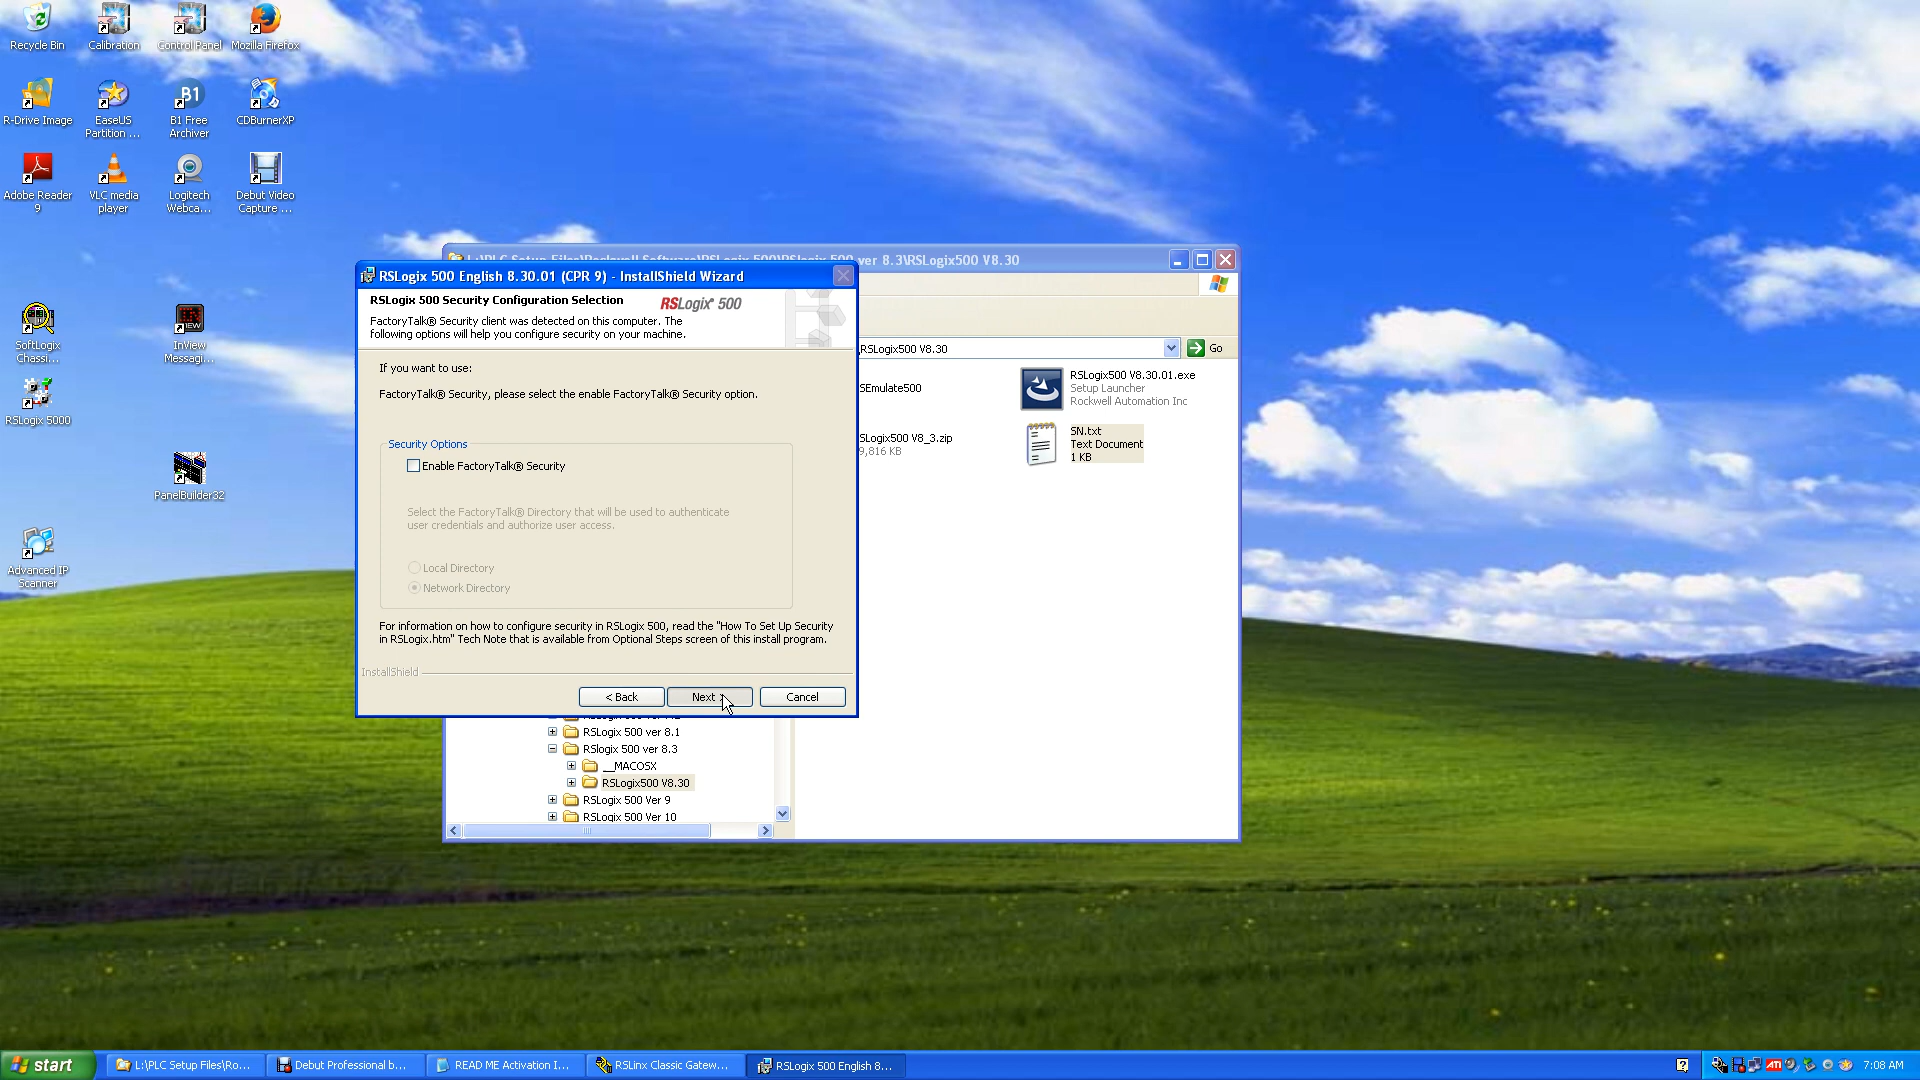 Recycle Bin
Calibration
Control Panel
Mozilla Firefox
R-Drive Image
EaseUS
Partition ...
B1
B1 Free
Archiver
CDBurnerXP
Adobe Reader
9
VLC media
player
Logitech
Webca...
Debut Video
Capture ...
SoftLogix
Chassi...
InView
Messagi...
RSLogix 5000
PanelBuilder32
Advanced IP
Scanner
ver 8.3\RSLogix500 V8.30
RSLogix 500 English 8.30.01 (CPR 9) - InstallShield Wizard
RSLogix 500 Security Configuration Selection
RSLogix® 500
FactoryTalk® Security client was detected on this computer. The
following options will help you configure security on your machine.
If you want to use:
FactoryTalk® Security, please select the enable FactoryTalk® Security option.
Security Options
Enable FactoryTalk® Security
Select the FactoryTalk® Directory that will be used to authenticate
user credentials and authorize user access.
Local Directory
Network Directory
For information on how to configure security in RSLogix 500, read the "How To Set Up Security
in RSLogix.htm" Tech Note that is available from Optional Steps screen of this install program.
InstallShield
< Back
Next >
Cancel
\RSLogix500 V8.30
Go
SEmulate500
RSLogix500 V8.30.01.exe
Setup Launcher
Rockwell Automation Inc
SLogix500 V8_3.zip
9,816 KB
SN.txt
Text Document
1 KB
RSLogix 500 ver 8.1
RSlogix 500 ver 8.3
__MACOSX
RSLogix500 V8.30
RSLogix 500 Ver 9
RSLogix 500 Ver 10
start
L:\PLC Setup Files\Ro...
Debut Professional b...
READ ME Activation I...
RSLinx Classic Gatew...
RSLogix 500 English 8...
ATI
7:08 AM